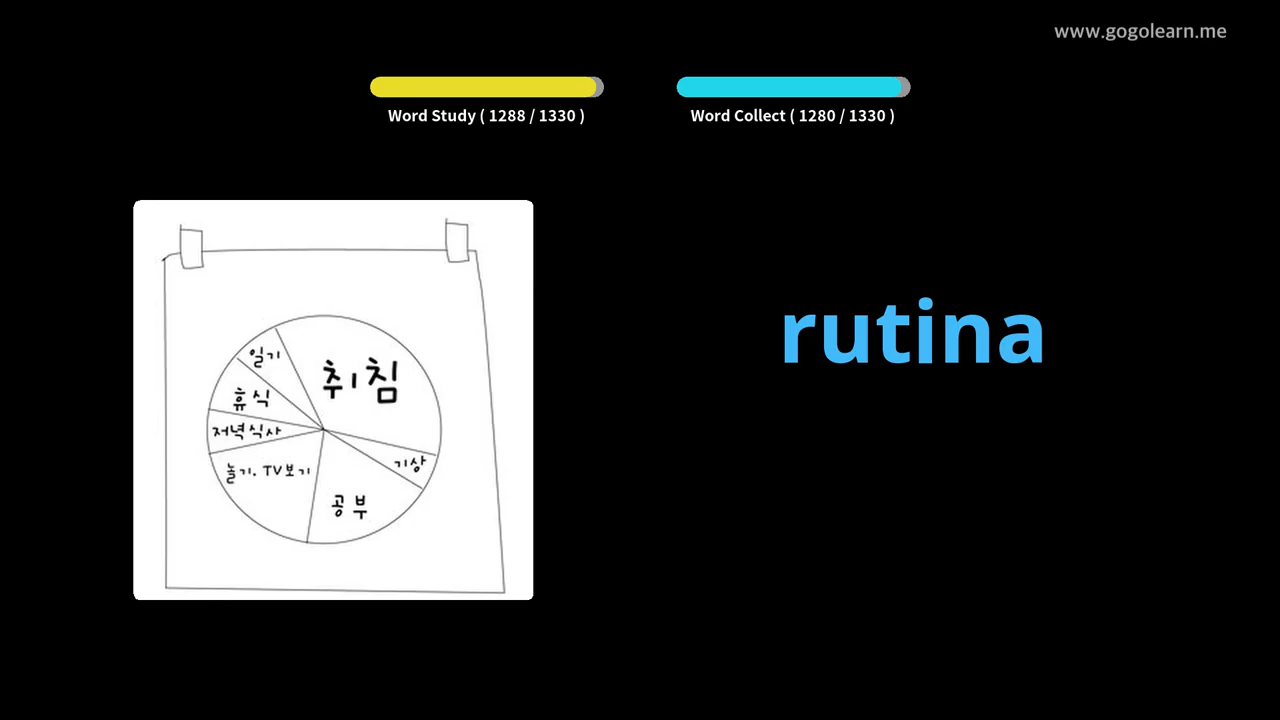 www.gogolearn.me
Word Study ( 1288 / 1330 )
Word Collect ( 1280 / 1330 )
일기
취침
휴식
저녁식사
기상
놀기. TV보기
공부
rutina